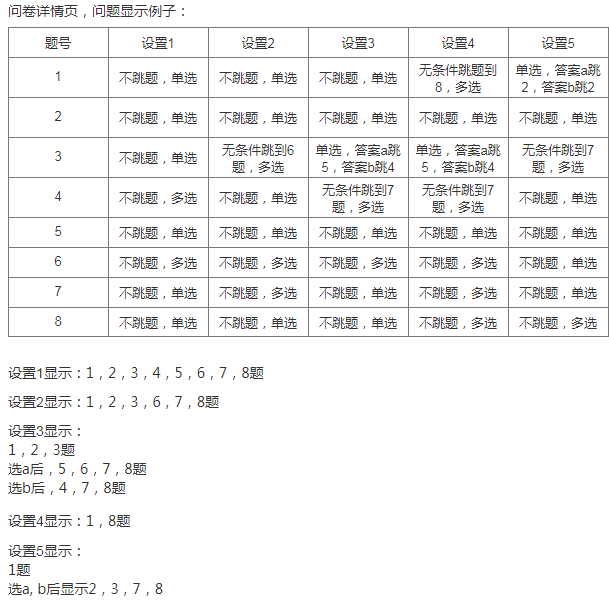 问卷详情页，问题显示例子：
题号 设置1 设置2 设置3 设置4 设置5
1 不跳题，单选 不跳题，单选 不跳题，单选 无条件跳题到8，多选 单选，答案a跳2，答案b跳2
2 不跳题，单选 不跳题，单选 不跳题，单选 不跳题，单选 不跳题，单选
3 不跳题，单选 无条件跳到6题，多选 单选，答案a跳5，答案b跳4 单选，答案a跳5，答案b跳4 无条件跳到7题，多选
4 不跳题，多选 不跳题，单选 无条件跳到7题，多选 无条件跳到7题，多选 不跳题，单选
5 不跳题，单选 不跳题，单选 不跳题，单选 不跳题，单选 不跳题，单选
6 不跳题，多选 不跳题，多选 不跳题，单选 不跳题，多选 不跳题，单选
7 不跳题，单选 不跳题，多选 不跳题，单选 不跳题，单选 不跳题，单选
8 不跳题，单选 不跳题，单选 不跳题，单选 不跳题，多选 不跳题，多选
设置1显示：1，2，3，4，5，6，7，8题
设置2显示：1，2，3，6，7，8题
设置3显示：
1，2，3题
选a后，5，6，7，8题
选b后，4，7，8题
设置4显示：1，8题
设置5显示：
1题
选a, b后显示2，3，7，8